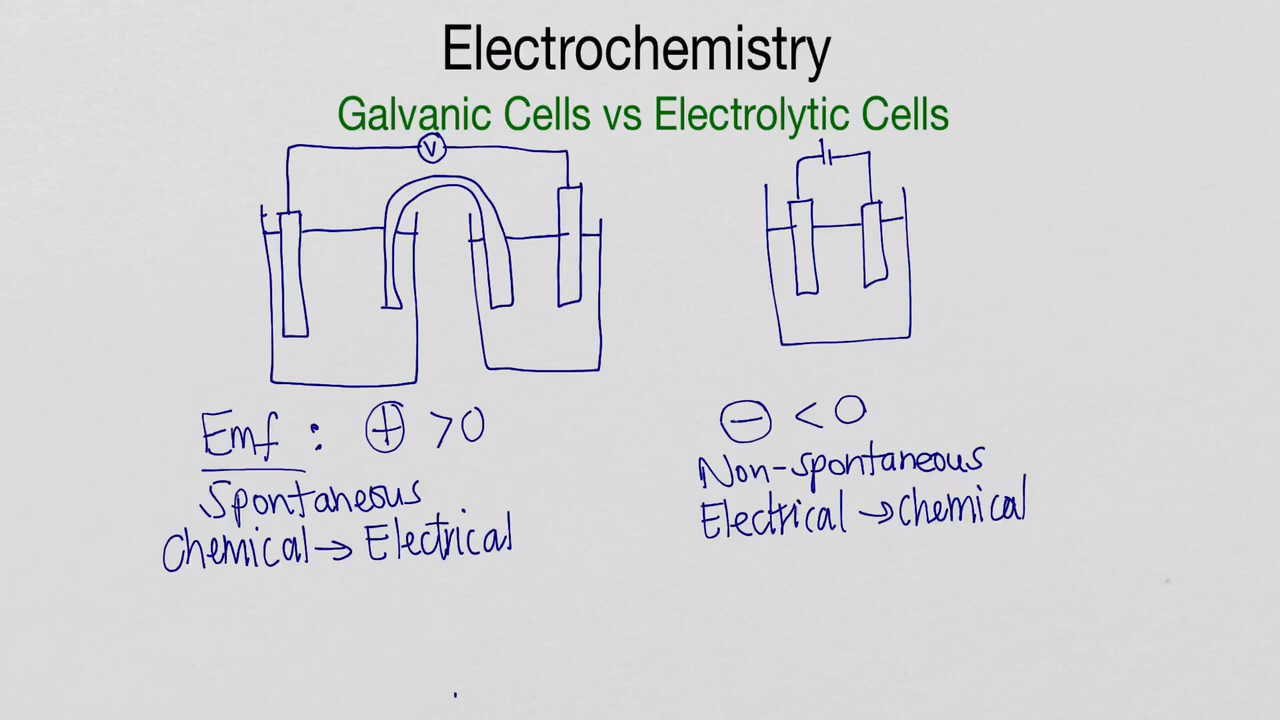 Electrochemistry
Galvanic Cells vs Electrolytic Cells
V
Emf : ⊕ >0
Spontaneous
Chemical → Electrical
⊖ < 0
Non-spontaneous
Electrical → chemical